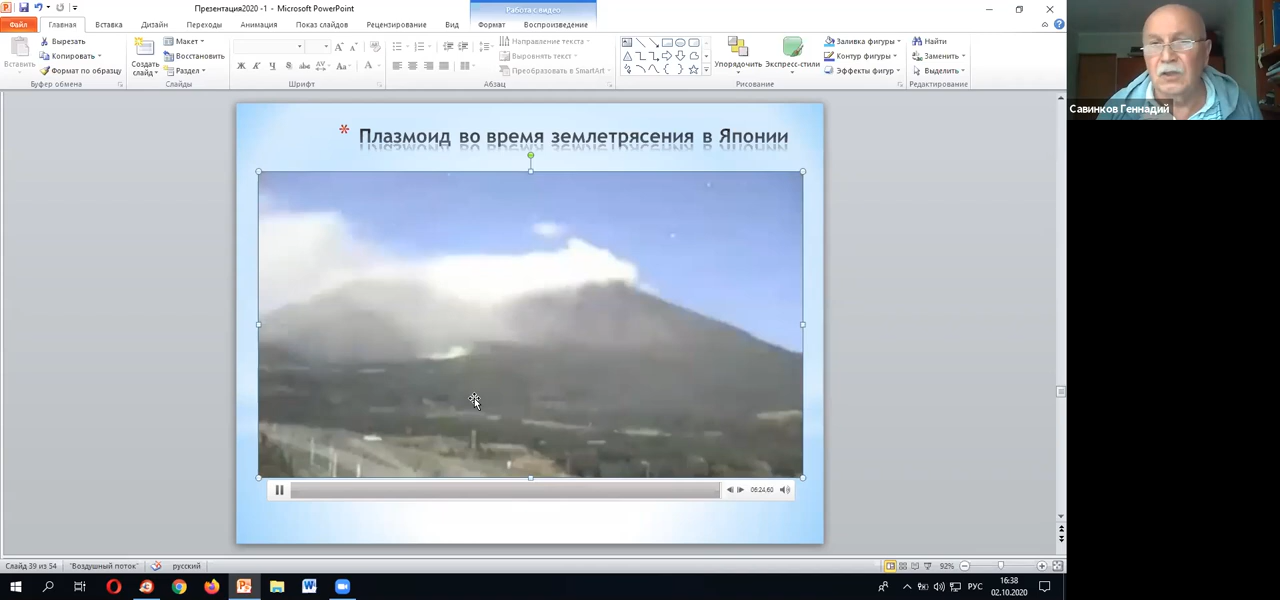 Презентация2020 -1 - Microsoft PowerPoint
Работа с видео
Файл Главная Вставка Дизайн Переходы Анимация Показ слайдов Рецензирование Вид Формат Воспроизведение
Вставить
Вырезать
Копировать
Формат по образцу
Буфер обмена
Создать слайд
Макет
Восстановить
Раздел
Слайды
Ж К Ч S abc AV Aa А
Шрифт
Направление текста
Выровнять текст
Преобразовать в SmartArt
Абзац
Упорядочить
Экспресс-стили
Заливка фигуры
Контур фигуры
Эффекты фигур
Рисование
Найти
Заменить
Выделить
Редактирование
Савинков Геннадий
* Плазмоид во время землетрясения в Японии
06:24,60
Слайд 39 из 54 "Воздушный поток" русский 92%
РУС
16:38
02.10.2020